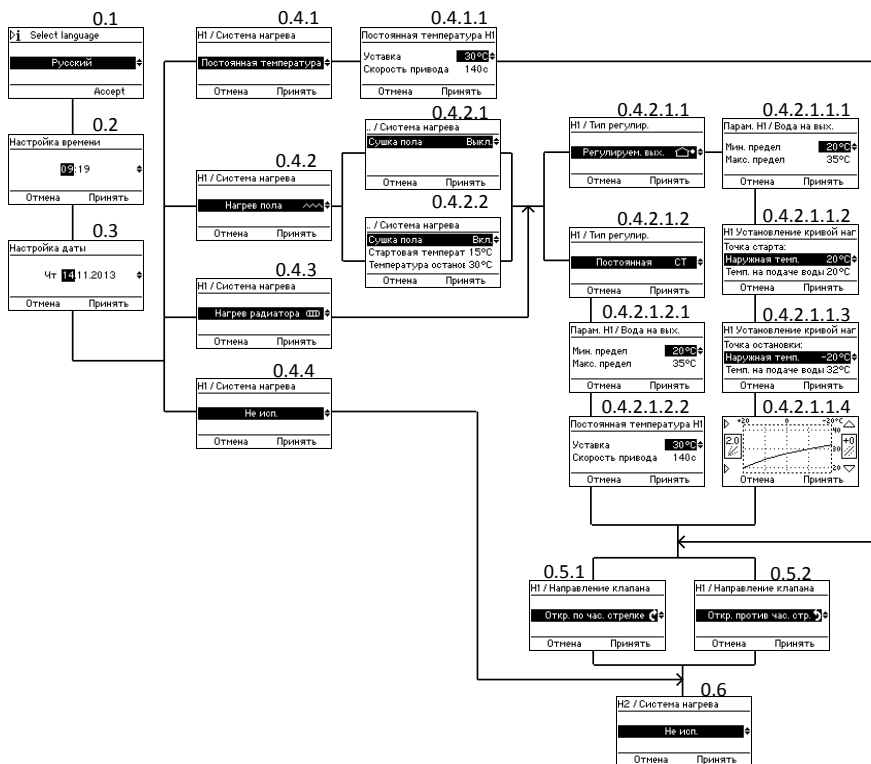 0.1
Select language
Русский
Accept
0.2
Настройка времени
09:19
Отмена Принять
0.3
Настройка даты
Чт 14.11.2013
Отмена Принять
0.4.1
H1 / Система нагрева
Постоянная температура
Отмена Принять
0.4.1.1
Постоянная температура H1
Уставка 30°C
Скорость привода 140с
Отмена Принять
0.4.2
H1 / Система нагрева
Нагрев пола
Отмена Принять
0.4.2.1
.. / Система нагрева
Сушка пола Выкл.
Отмена Принять
0.4.2.2
.. / Система нагрева
Сушка пола Вкл.
Стартовая температ 15°C
Температура останов 30°C
Отмена Принять
0.4.3
H1 / Система нагрева
Нагрев радиатора
Отмена Принять
0.4.4
H1 / Система нагрева
Не исп.
Отмена Принять
0.4.2.1.1
H1 / Тип регулир.
Регулируем. вых.
Отмена Принять
0.4.2.1.2
H1 / Тип регулир.
Постоянная CT
Отмена Принять
0.4.2.1.2.1
Парам. H1 / Вода на вых.
Мин. предел 20°C
Макс. предел 35°C
Отмена Принять
0.4.2.1.2.2
Постоянная температура H1
Уставка 30°C
Скорость привода 140с
Отмена Принять
0.4.2.1.1.1
Парам. H1 / Вода на вых.
Мин. предел 20°C
Макс. предел 35°C
Отмена Принять
0.4.2.1.1.2
H1 Установление кривой наг
Точка старта:
Наружная темп. 20°C
Темп. на подаче воды 20°C
Отмена Принять
0.4.2.1.1.3
H1 Установление кривой наг
Точка остановки:
Наружная темп. -20°C
Темп. на подаче воды 32°C
Отмена Принять
0.4.2.1.1.4
+20 0 -20°C
40
2.0 30 +0
20
Отмена Принять
0.5.1
H1 / Направление клапана
Откр. по час. стрелке
Отмена Принять
0.5.2
H1 / Направление клапана
Откр. против час. стр.
Отмена Принять
0.6
H2 / Система нагрева
Не исп.
Отмена Принять